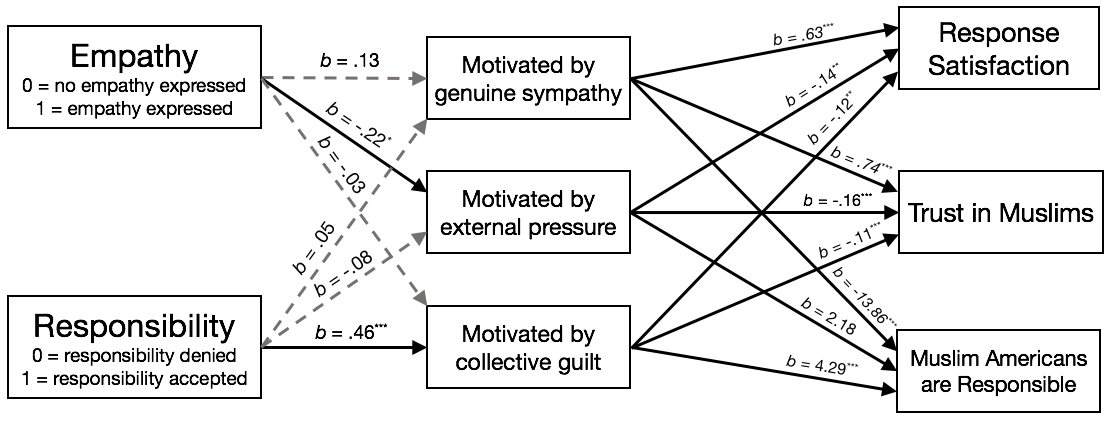 Empathy
0 = no empathy expressed
1 = empathy expressed
Responsibility
0 = responsibility denied
1 = responsibility accepted
b = .13
b = -.22*
b = -.03
b = .05
b = -.08
b = .46***
Motivated by
genuine sympathy
Motivated by
external pressure
Motivated by
collective guilt
b = .63***
b = -.14**
b = -.12**
b = .74***
b = -.16***
b = -.11***
b = -13.86***
b = 2.18
b = 4.29***
Response
Satisfaction
Trust in Muslims
Muslim Americans
are Responsible